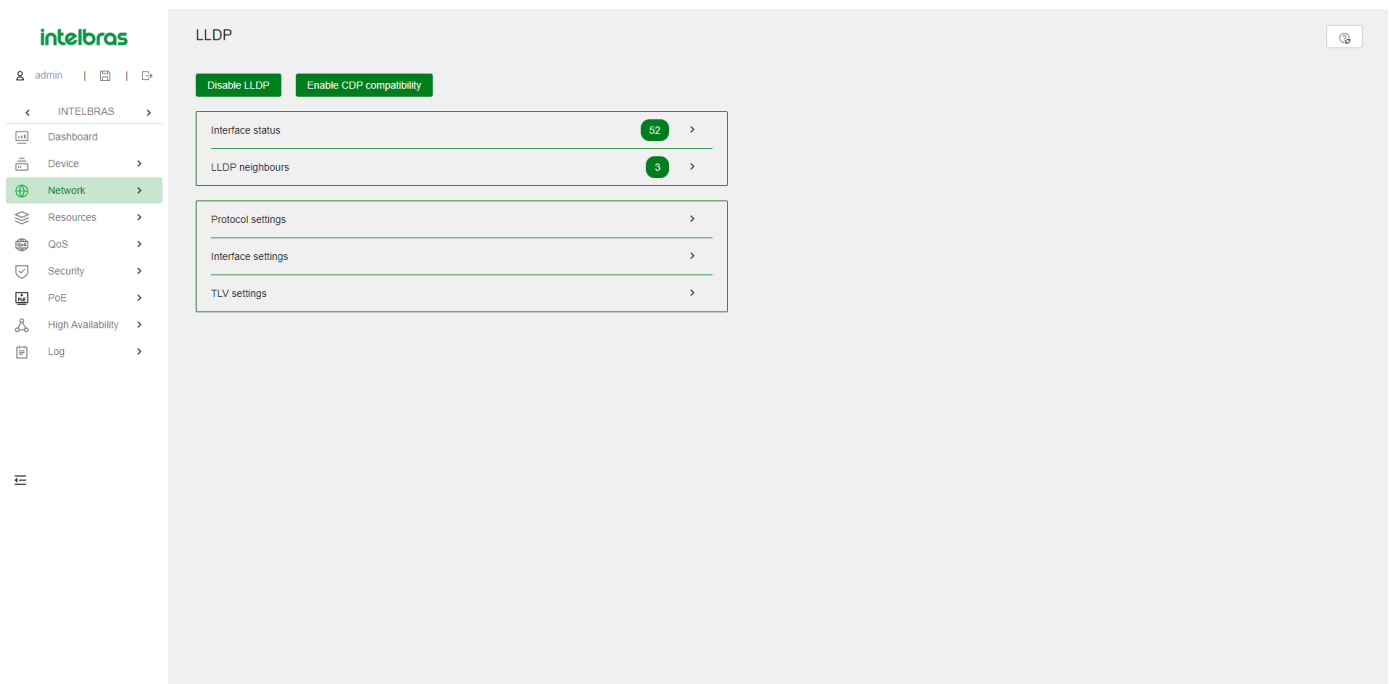 intelbras
admin | |
INTELBRAS
Dashboard
Device
Network
Resources
QoS
Security
PoE
High Availability
Log
LLDP
Disable LLDP Enable CDP compatibility
Interface status 52
LLDP neighbours 3
Protocol settings
Interface settings
TLV settings